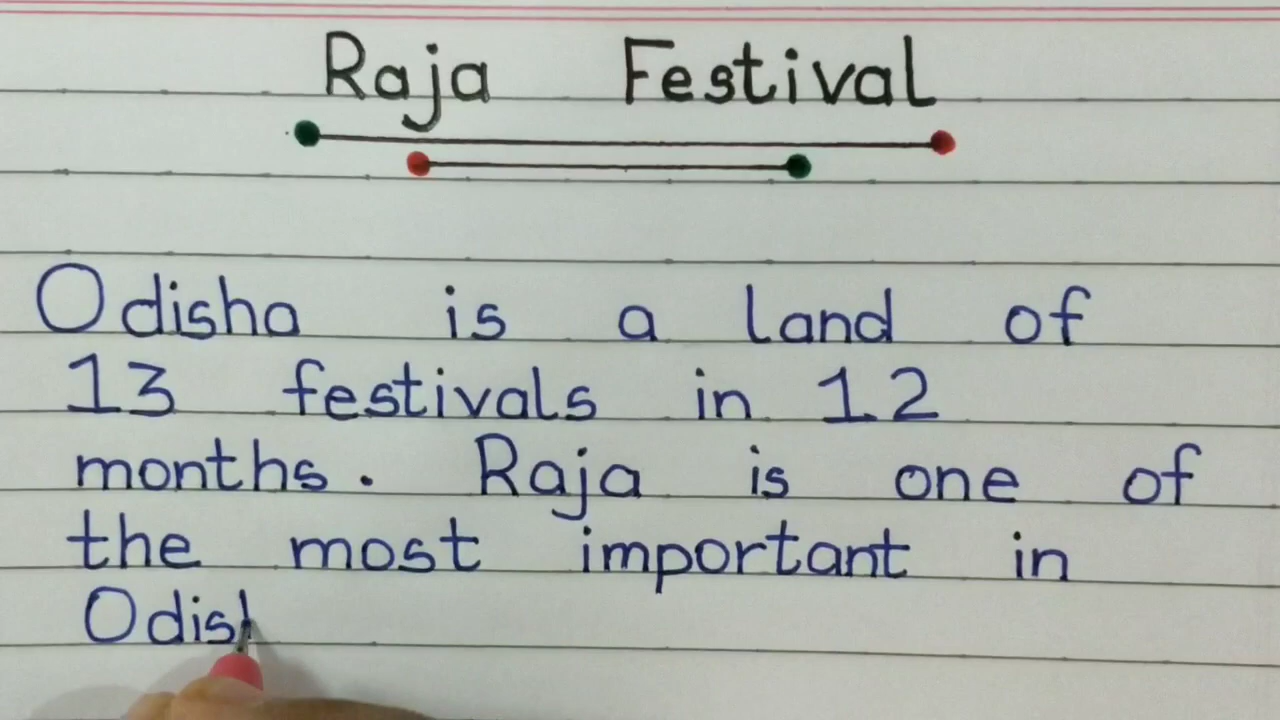 Raja Festival
Odisha is a land of
13 festivals in 12
months. Raja is one of
the most important in
Odish